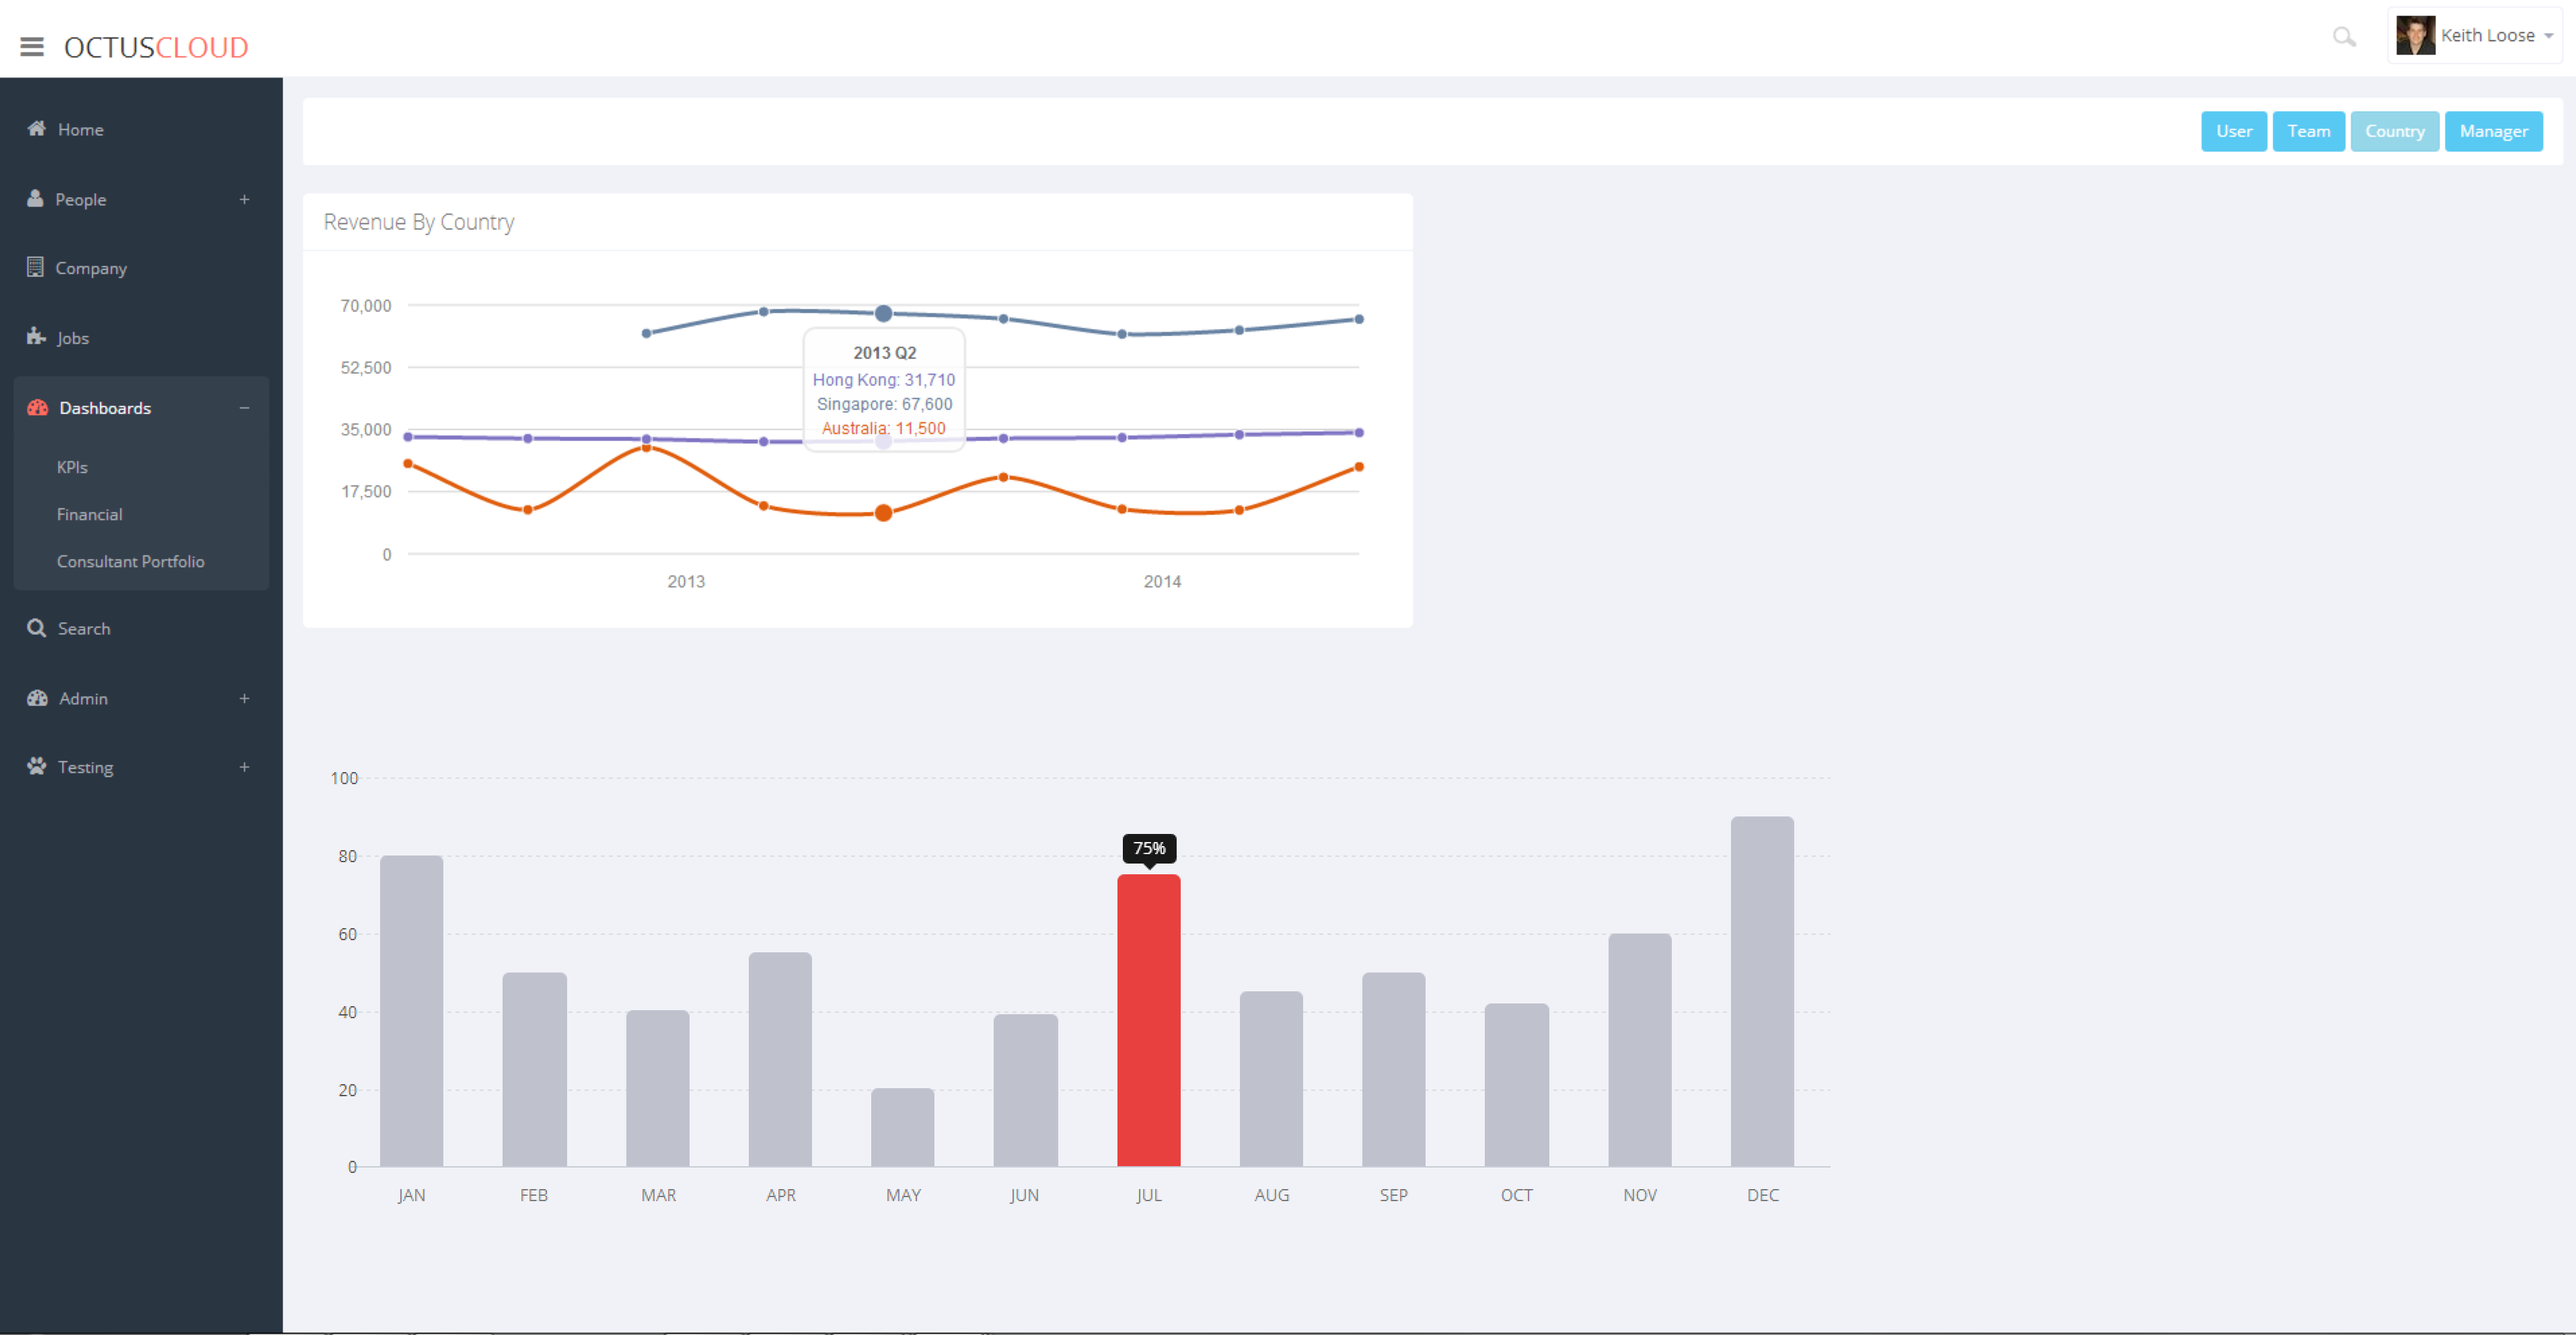 OCTUSCLOUD
Keith Loose
Home
People +
Company
Jobs
Dashboards −
KPIs
Financial
Consultant Portfolio
Search
Admin +
Testing +
User Team Country Manager
Revenue By Country
70,000
52,500
35,000
17,500
0
2013 Q2
Hong Kong: 31,710
Singapore: 67,600
Australia: 11,500
2013 2014
100
80
60
40
20
0
75%
JAN FEB MAR APR MAY JUN JUL AUG SEP OCT NOV DEC